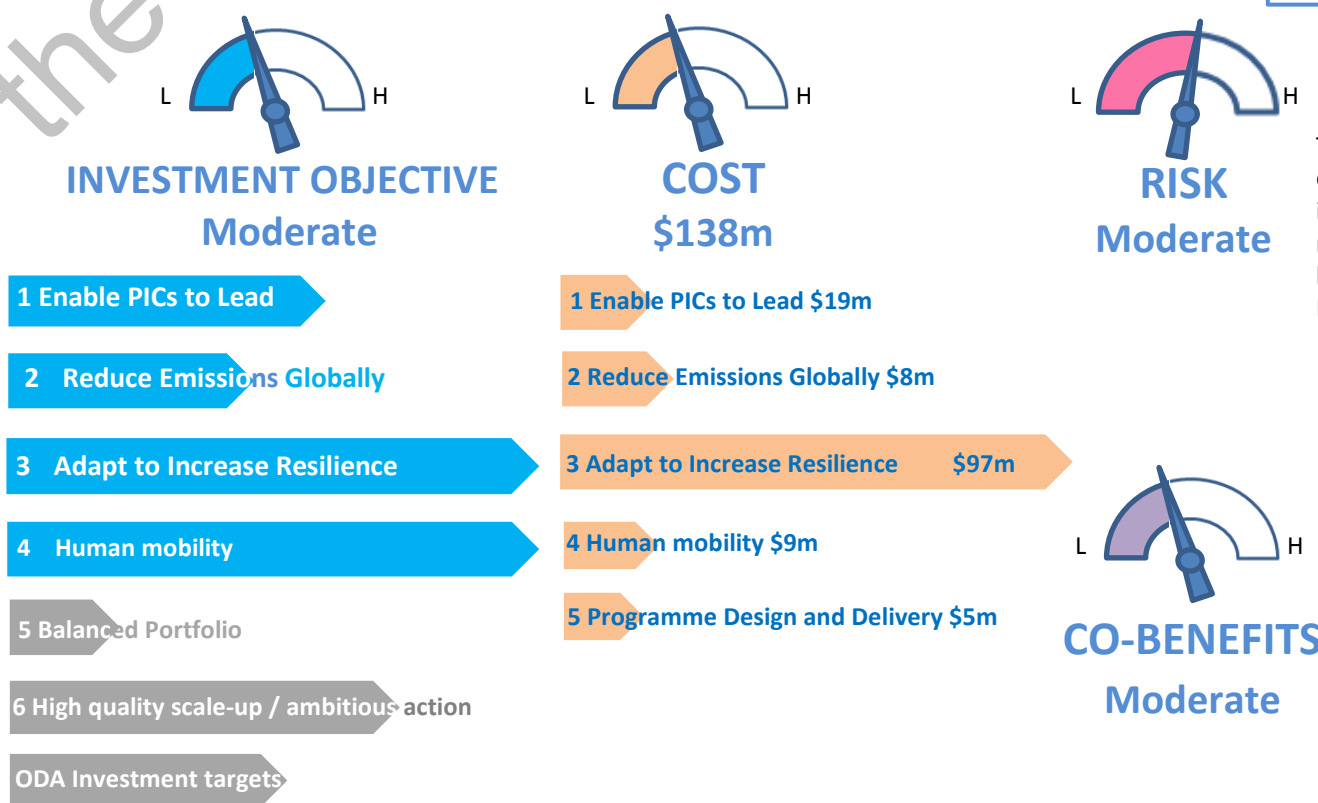 the
L
H
INVESTMENT OBJECTIVE
Moderate
1 Enable PICs to Lead
2 Reduce Emissions Globally
3 Adapt to Increase Resilience
4 Human mobility
5 Balanced Portfolio
6 High quality scale-up / ambitious action
ODA Investment targets
L
H
COST
$138m
1 Enable PICs to Lead $19m
2 Reduce Emissions Globally $8m
3 Adapt to Increase Resilience $97m
4 Human mobility $9m
5 Programme Design and Delivery $5m
L
H
RISK
Moderate
L
H
CO-BENEFITS
Moderate